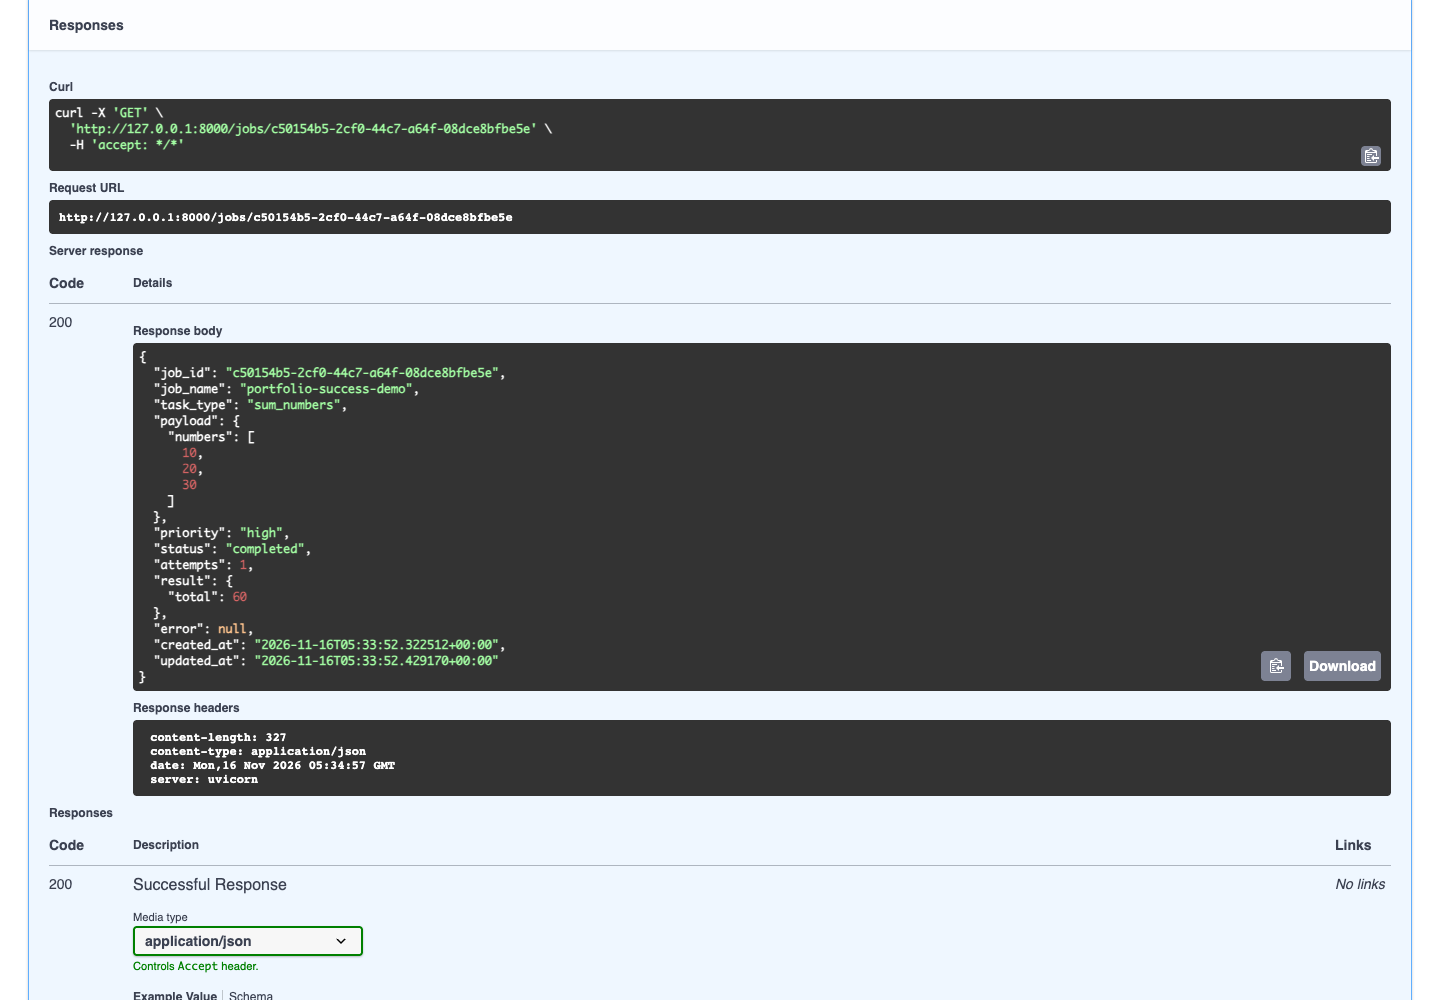 Responses
Curl
curl -X 'GET' \
  'http://127.0.0.1:8000/jobs/c50154b5-2cf0-44c7-a64f-08dce8bfbe5e' \
  -H 'accept: */*'
Request URL
http://127.0.0.1:8000/jobs/c50154b5-2cf0-44c7-a64f-08dce8bfbe5e
Server response
Code Details
200
Response body
{
  "job_id": "c50154b5-2cf0-44c7-a64f-08dce8bfbe5e",
  "job_name": "portfolio-success-demo",
  "task_type": "sum_numbers",
  "payload": {
    "numbers": [
      10,
      20,
      30
    ]
  },
  "priority": "high",
  "status": "completed",
  "attempts": 1,
  "result": {
    "total": 60
  },
  "error": null,
  "created_at": "2026-11-16T05:33:52.322512+00:00",
  "updated_at": "2026-11-16T05:33:52.429170+00:00"
}
Download
Response headers
content-length: 327
content-type: application/json
date: Mon,16 Nov 2026 05:34:57 GMT
server: uvicorn
Responses
Code Description Links
200 Successful Response No links
Media type
application/json
Controls Accept header.
Example Value Schema